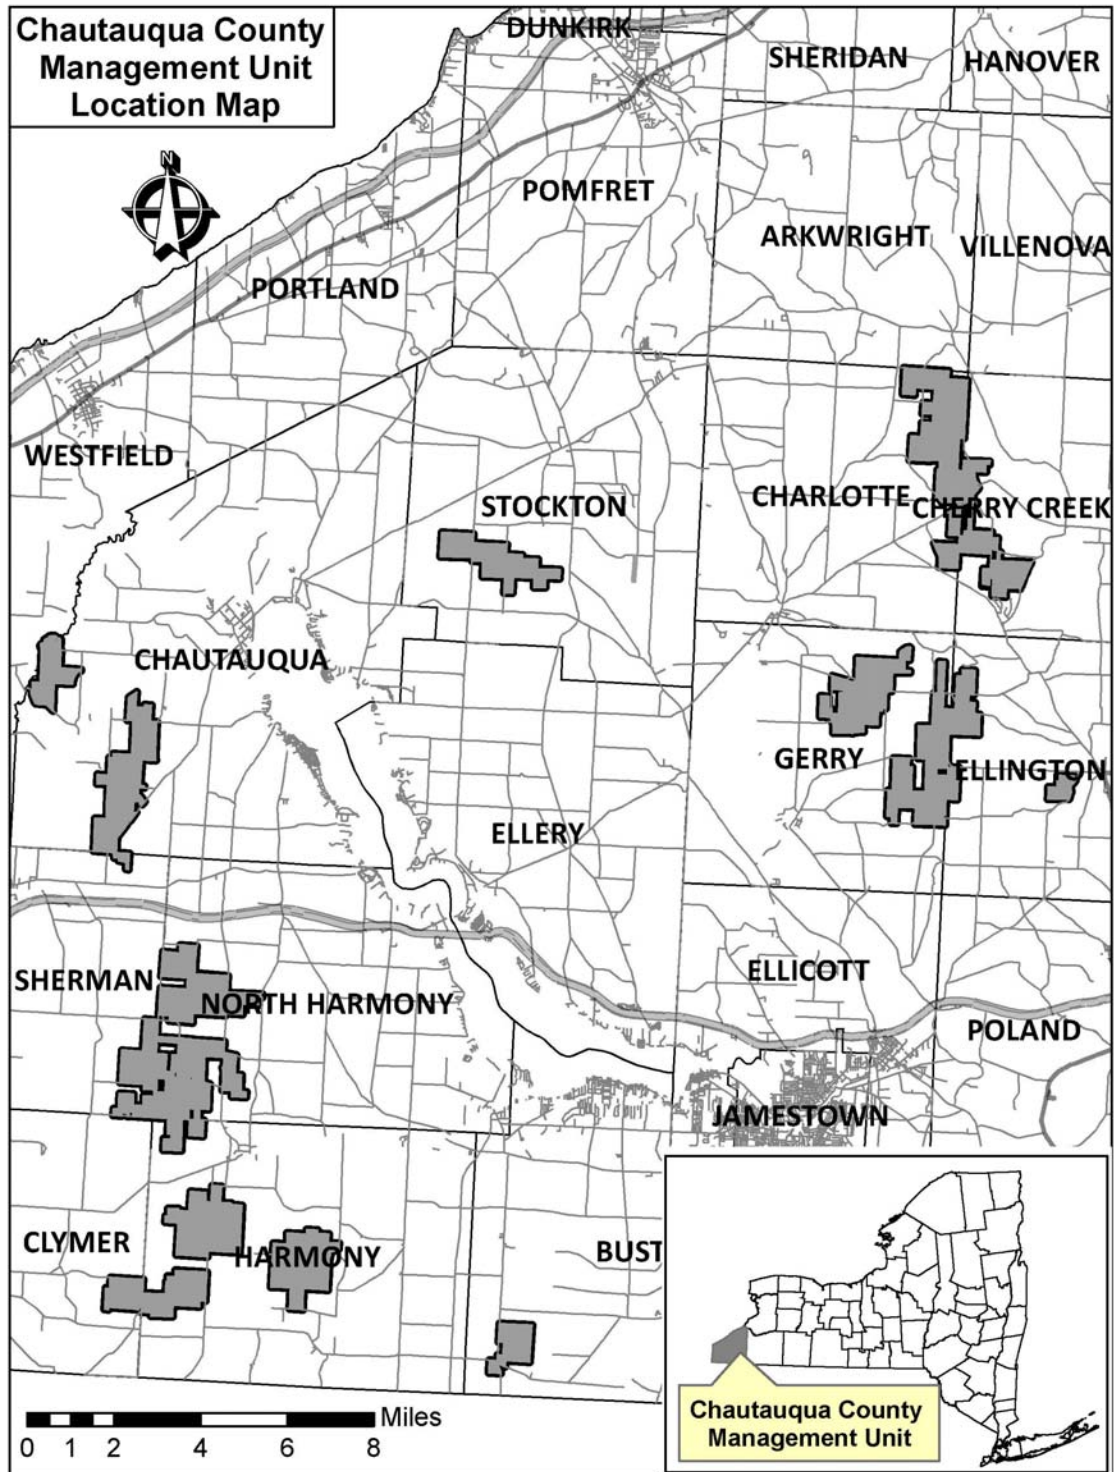 Chautauqua County
Management Unit
Location Map
DUNKIRK
SHERIDAN
HANOVER
N
POMFRET
ARKWRIGHT
VILLENOVA
PORTLAND
WESTFIELD
STOCKTON
CHARLOTTE
CHERRY CREEK
CHAUTAUQUA
GERRY
ELLINGTON
ELLERY
SHERMAN
NORTH HARMONY
ELLICOTT
POLAND
JAMESTOWN
CLYMER
HARMONY
BUST
Miles
0 1 2 4 6 8
Chautauqua County
Management Unit